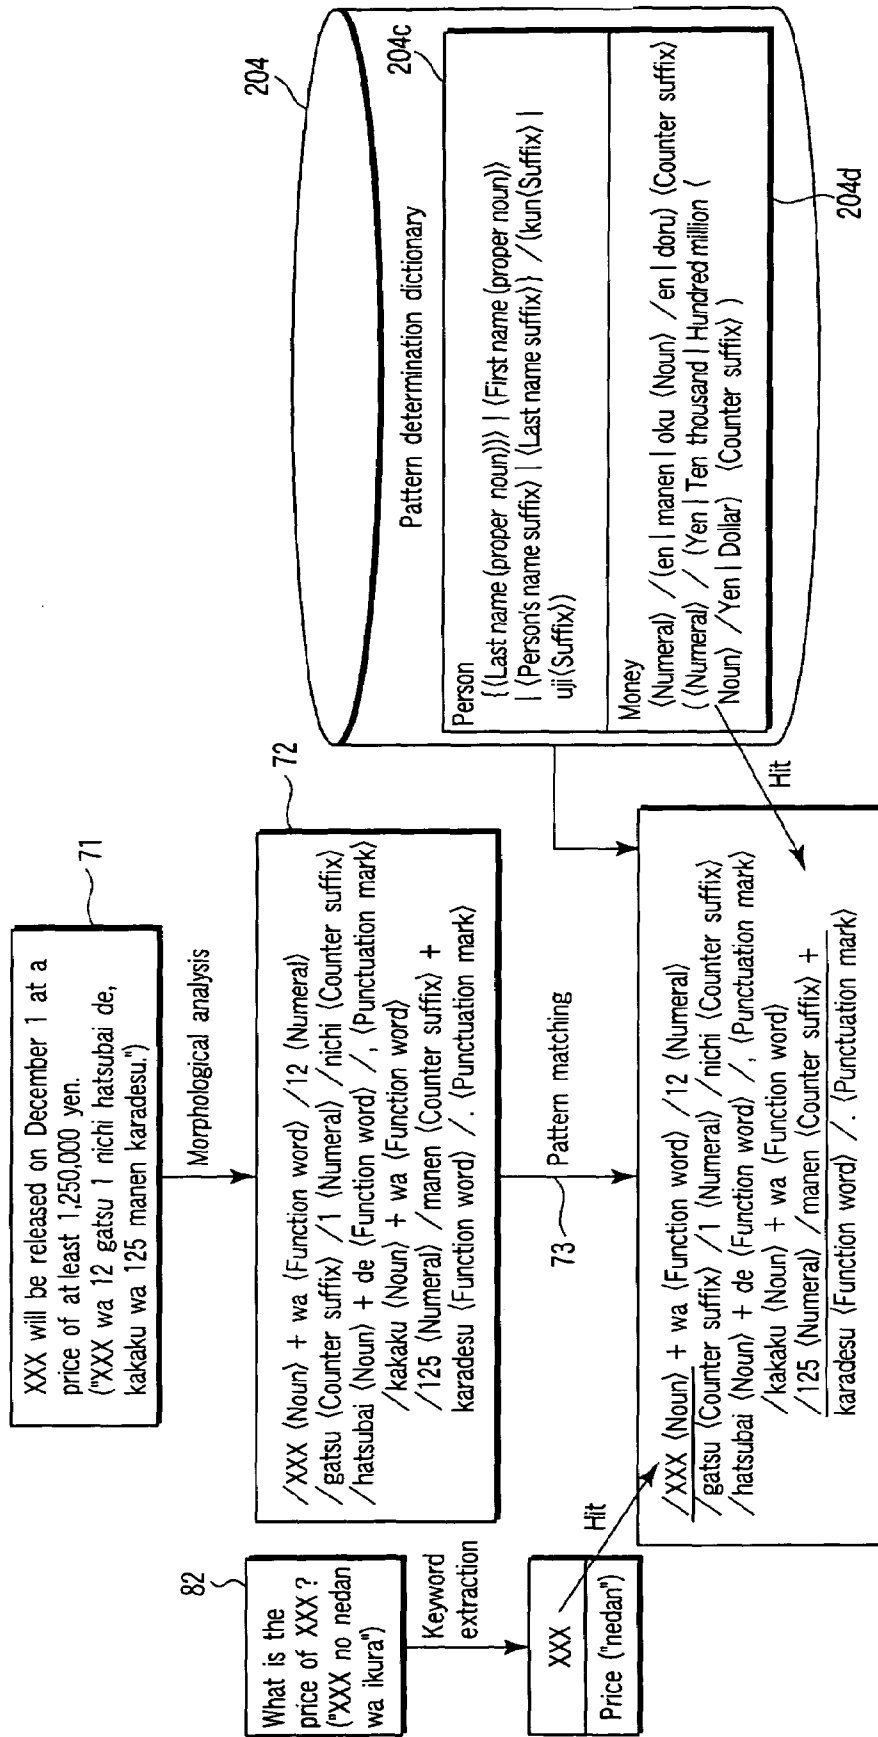 71
XXX will be released on December 1 at a
price of at least 1,250,000 yen.
("XXX wa 12 gatsu 1 nichi hatsubai de,
kakaku wa 125 manen karadesu.")
Morphological analysis
72
/XXX ⟨Noun⟩ + wa ⟨Function word⟩ /12 ⟨Numeral⟩
/gatsu ⟨Counter suffix⟩ /1 ⟨Numeral⟩ /nichi ⟨Counter suffix⟩
/hatsubai ⟨Noun⟩ + de ⟨Function word⟩ /, ⟨Punctuation mark⟩
/kakaku ⟨Noun⟩ + wa ⟨Function word⟩
/125 ⟨Numeral⟩ /manen ⟨Counter suffix⟩ +
karadesu ⟨Function word⟩ /. ⟨Punctuation mark⟩
73
Pattern matching
82
What is the
price of XXX ?
("XXX no nedan
wa ikura")
Keyword
extraction
XXX
Price ("nedan")
Hit
/XXX ⟨Noun⟩ + wa ⟨Function word⟩ /12 ⟨Numeral⟩
/gatsu ⟨Counter suffix⟩ /1 ⟨Numeral⟩ /nichi ⟨Counter suffix⟩
/hatsubai ⟨Noun⟩ + de ⟨Function word⟩ /, ⟨Punctuation mark⟩
/kakaku ⟨Noun⟩ + wa ⟨Function word⟩
/125 ⟨Numeral⟩ /manen ⟨Counter suffix⟩ +
karadesu ⟨Function word⟩ /. ⟨Punctuation mark⟩
Hit
204
Pattern determination dictionary
204c
Person
{⟨Last name (proper noun)⟩) | ⟨First name (proper noun)⟩
| ⟨Person's name suffix⟩ | ⟨Last name suffix⟩} / (kun⟨Suffix⟩ |
uji⟨Suffix⟩)
Money
⟨Numeral⟩ /(en | manen | oku ⟨Noun⟩ /en | doru) ⟨Counter suffix⟩
(⟨Numeral⟩ / (Yen | Ten thousand | Hundred million (
Noun⟩ /Yen | Dollar) ⟨Counter suffix⟩ )
204d